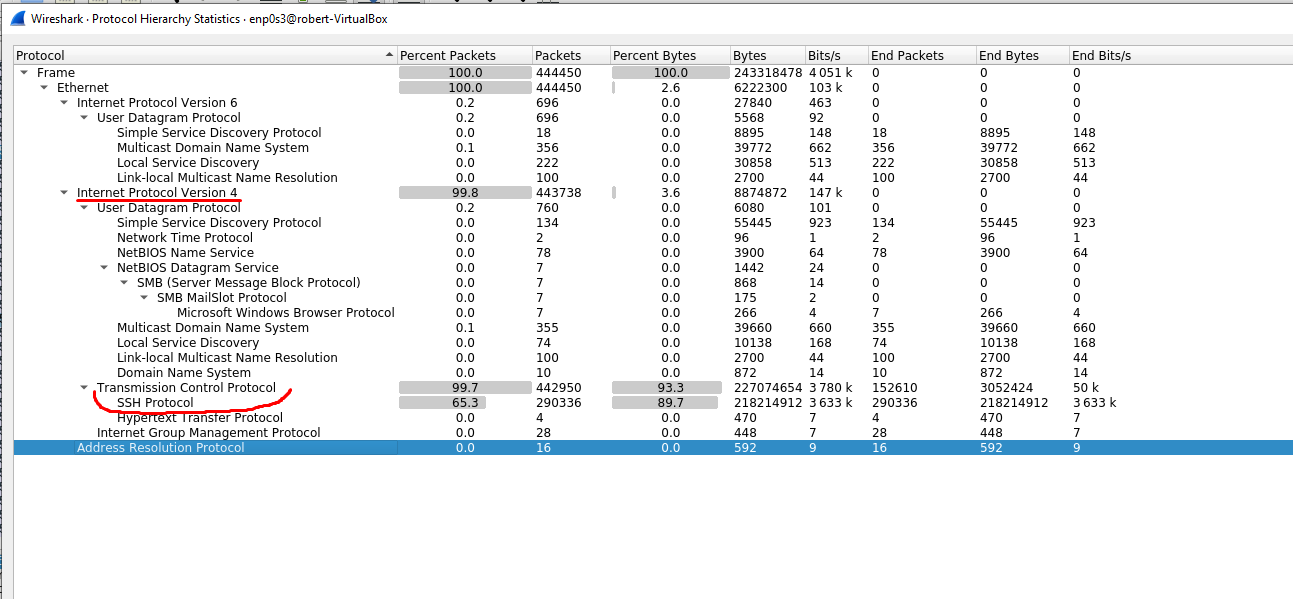 Wireshark · Protocol Hierarchy Statistics · enp0s3@robert-VirtualBox
Protocol Percent Packets Packets Percent Bytes Bytes Bits/s End Packets End Bytes End Bits/s
Frame 100.0 444450 100.0 243318478 4 051 k 0 0 0
Ethernet 100.0 444450 2.6 6222300 103 k 0 0 0
Internet Protocol Version 6 0.2 696 0.0 27840 463 0 0 0
User Datagram Protocol 0.2 696 0.0 5568 92 0 0 0
Simple Service Discovery Protocol 0.0 18 0.0 8895 148 18 8895 148
Multicast Domain Name System 0.1 356 0.0 39772 662 356 39772 662
Local Service Discovery 0.0 222 0.0 30858 513 222 30858 513
Link-local Multicast Name Resolution 0.0 100 0.0 2700 44 100 2700 44
Internet Protocol Version 4 99.8 443738 3.6 8874872 147 k 0 0 0
User Datagram Protocol 0.2 760 0.0 6080 101 0 0 0
Simple Service Discovery Protocol 0.0 134 0.0 55445 923 134 55445 923
Network Time Protocol 0.0 2 0.0 96 1 2 96 1
NetBIOS Name Service 0.0 78 0.0 3900 64 78 3900 64
NetBIOS Datagram Service 0.0 7 0.0 1442 24 0 0 0
SMB (Server Message Block Protocol) 0.0 7 0.0 868 14 0 0 0
SMB MailSlot Protocol 0.0 7 0.0 175 2 0 0 0
Microsoft Windows Browser Protocol 0.0 7 0.0 266 4 7 266 4
Multicast Domain Name System 0.1 355 0.0 39660 660 355 39660 660
Local Service Discovery 0.0 74 0.0 10138 168 74 10138 168
Link-local Multicast Name Resolution 0.0 100 0.0 2700 44 100 2700 44
Domain Name System 0.0 10 0.0 872 14 10 872 14
Transmission Control Protocol 99.7 442950 93.3 227074654 3 780 k 152610 3052424 50 k
SSH Protocol 65.3 290336 89.7 218214912 3 633 k 290336 218214912 3 633 k
Hypertext Transfer Protocol 0.0 4 0.0 470 7 4 470 7
Internet Group Management Protocol 0.0 28 0.0 448 7 28 448 7
Address Resolution Protocol 0.0 16 0.0 592 9 16 592 9